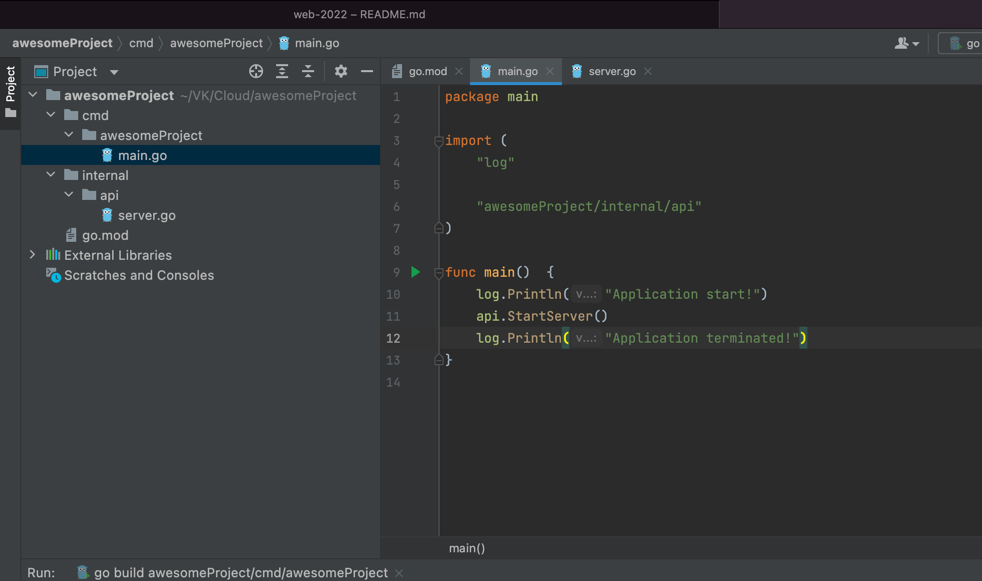 web-2022 – README.md
awesomeProject cmd awesomeProject main.go go
Project Project go.mod main.go server.go
awesomeProject ~/VK/Cloud/awesomeProject
cmd
awesomeProject
main.go
internal
api
server.go
go.mod
External Libraries
Scratches and Consoles
1 package main
2
3 import (
4 "log"
5
6 "awesomeProject/internal/api"
7 )
8
9 func main() {
10 log.Println( v...: "Application start!")
11 api.StartServer()
12 log.Println( v...: "Application terminated!")
13 }
14
main()
Run: go build awesomeProject/cmd/awesomeProject